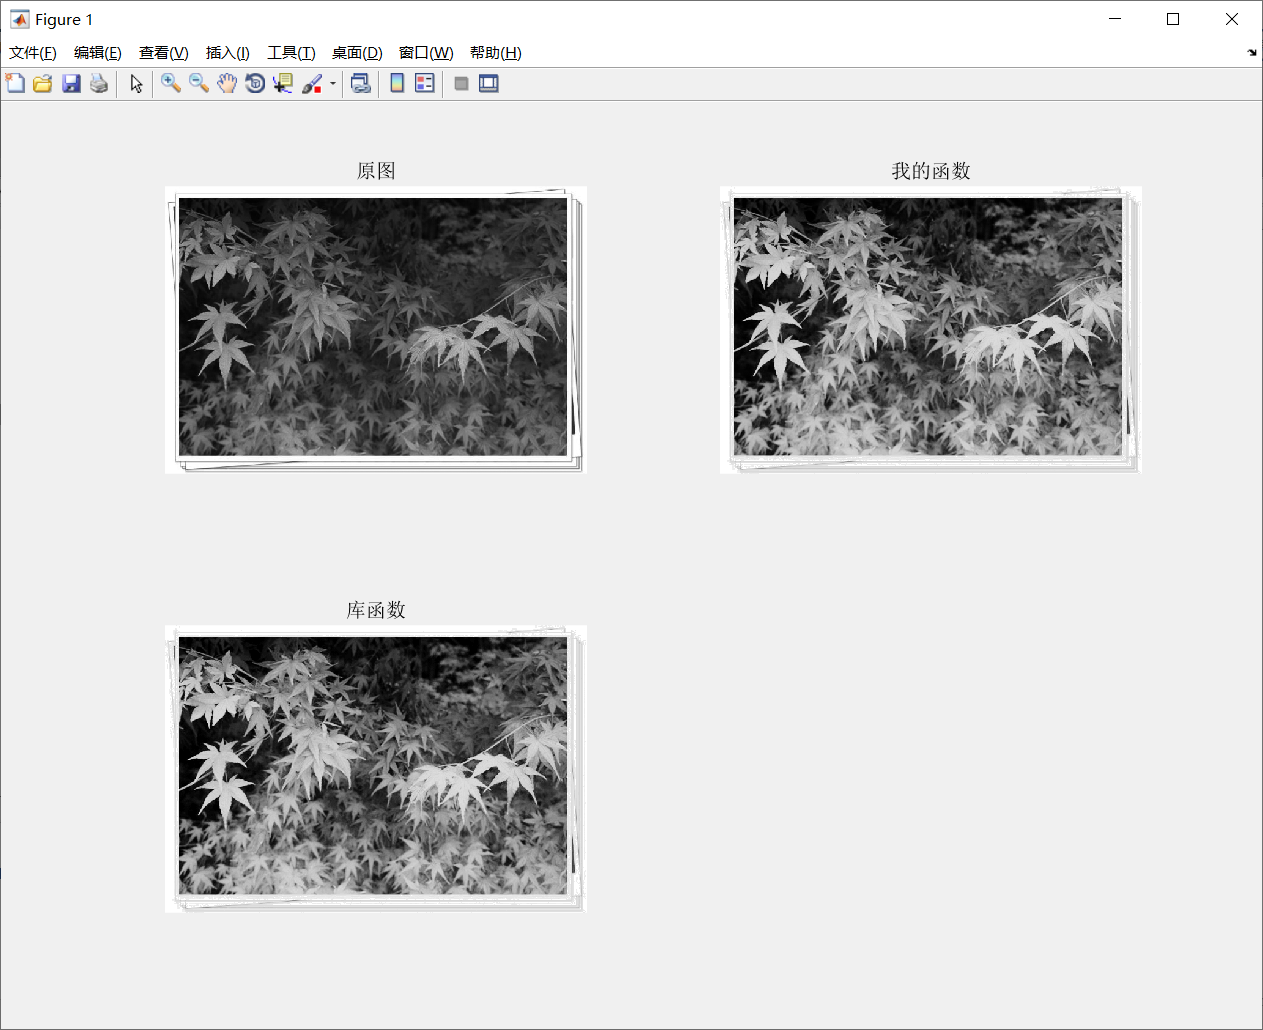 Figure 1
文件(F) 编辑(E) 查看(V) 插入(I) 工具(T) 桌面(D) 窗口(W) 帮助(H)
原图
我的函数
库函数